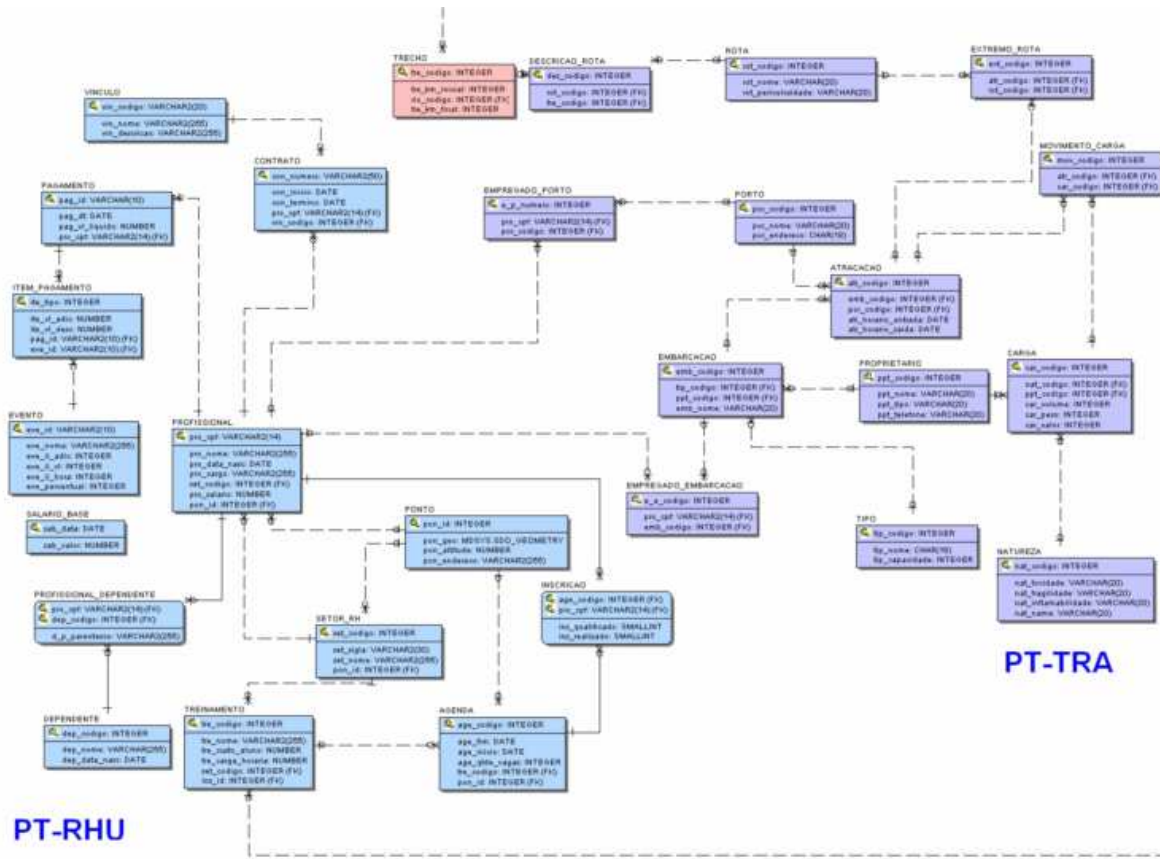 TRECHO
tre_codigo: INTEGER
tre_km_inicial: INTEGER
tre_km_final: INTEGER
DESCRICAO_ROTA
des_codigo: INTEGER
rot_codigo: INTEGER (FK)
tre_codigo: INTEGER (FK)
ROTA
rot_codigo: INTEGER
rot_nome: VARCHAR(20)
rot_periculosidade: VARCHAR(20)
EXTREMO_ROTA
ext_codigo: INTEGER
atr_codigo: INTEGER (FK)
rot_codigo: INTEGER (FK)
VINCULO
vin_codigo: VARCHAR2(20)
vin_nome: VARCHAR2(255)
vin_descricao: VARCHAR2(255)
CONTRATO
con_numero: VARCHAR2(50)
con_inicio: DATE
con_termino: DATE
pro_cpf: VARCHAR2(14) (FK)
vin_codigo: INTEGER (FK)
MOVIMENTO_CARGA
mov_codigo: INTEGER
atr_codigo: INTEGER (FK)
car_codigo: INTEGER (FK)
PAGAMENTO
pag_id: VARCHAR(10)
pag_dt: DATE
pag_vl_liquido: NUMBER
pro_cpf: VARCHAR2(14) (FK)
EMPREGADO_PORTO
e_p_numero: INTEGER
pro_cpf: VARCHAR2(14) (FK)
por_codigo: INTEGER (FK)
PORTO
por_codigo: INTEGER
por_nome: VARCHAR(20)
por_endereco: CHAR(18)
ATRACACAO
atr_codigo: INTEGER
emb_codigo: INTEGER (FK)
por_codigo: INTEGER (FK)
atr_horario_entrada: DATE
atr_horario_saida: DATE
ITEM_PAGAMENTO
ite_tipo: INTEGER
ite_vl_adic: NUMBER
ite_vl_desc: NUMBER
pag_id: VARCHAR2(10) (FK)
eve_id: VARCHAR2(10) (FK)
EMBARCACAO
emb_codigo: INTEGER
tip_codigo: INTEGER (FK)
ppt_codigo: INTEGER (FK)
emb_nome: VARCHAR(20)
PROPRIETARIO
ppt_codigo: INTEGER
ppt_nome: VARCHAR(20)
ppt_tipo: VARCHAR(20)
ppt_telefone: VARCHAR(20)
CARGA
car_codigo: INTEGER
nat_codigo: INTEGER (FK)
ppt_codigo: INTEGER (FK)
car_volume: INTEGER
car_peso: INTEGER
car_valor: INTEGER
EVENTO
eve_id: VARCHAR2(10)
eve_nome: VARCHAR2(255)
eve_il_adic: INTEGER
eve_il_vl: INTEGER
eve_il_hora: INTEGER
eve_percentual: INTEGER
PROFISSIONAL
pro_cpf: VARCHAR2(14)
pro_nome: VARCHAR2(255)
pro_data_nasc: DATE
pro_cargo: VARCHAR2(255)
set_codigo: INTEGER (FK)
pro_salario: NUMBER
pon_id: INTEGER (FK)
EMPREGADO_EMBARCACAO
e_e_codigo: INTEGER
pro_cpf: VARCHAR2(14) (FK)
emb_codigo: INTEGER (FK)
SALARIO_BASE
sab_data: DATE
sab_valor: NUMBER
PONTO
pon_id: INTEGER
pon_geo: MDSYS.SDO_GEOMETRY
pon_altitude: NUMBER
pon_endereco: VARCHAR2(255)
TIPO
tip_codigo: INTEGER
tip_nome: CHAR(18)
tip_capacidade: INTEGER
NATUREZA
nat_codigo: INTEGER
nat_toxidade: VARCHAR(20)
nat_fragilidade: VARCHAR(20)
nat_inflamabilidade: VARCHAR(20)
nat_name: VARCHAR(20)
PROFISSIONAL_DEPENDENTE
pro_cpf: VARCHAR2(14) (FK)
dep_codigo: INTEGER (FK)
d_p_parentesco: VARCHAR2(255)
INSCRICAO
age_codigo: INTEGER (FK)
pro_cpf: VARCHAR2(14) (FK)
ins_qualificado: SMALLINT
ins_realizado: SMALLINT
SETOR_RH
set_codigo: INTEGER
set_sigla: VARCHAR2(30)
set_nome: VARCHAR2(255)
pon_id: INTEGER (FK)
PT-TRA
DEPENDENTE
dep_codigo: INTEGER
dep_nome: VARCHAR(255)
dep_data_nasc: DATE
TREINAMENTO
tre_codigo: INTEGER
tre_nome: VARCHAR2(255)
tre_custo_aluno: NUMBER
tre_carga_horaria: NUMBER
set_codigo: INTEGER (FK)
AGENDA
age_codigo: INTEGER
age_fim: DATE
age_inicio: DATE
age_qtde_vagas: INTEGER
tre_codigo: INTEGER (FK)
pon_id: INTEGER (FK)
PT-RHU